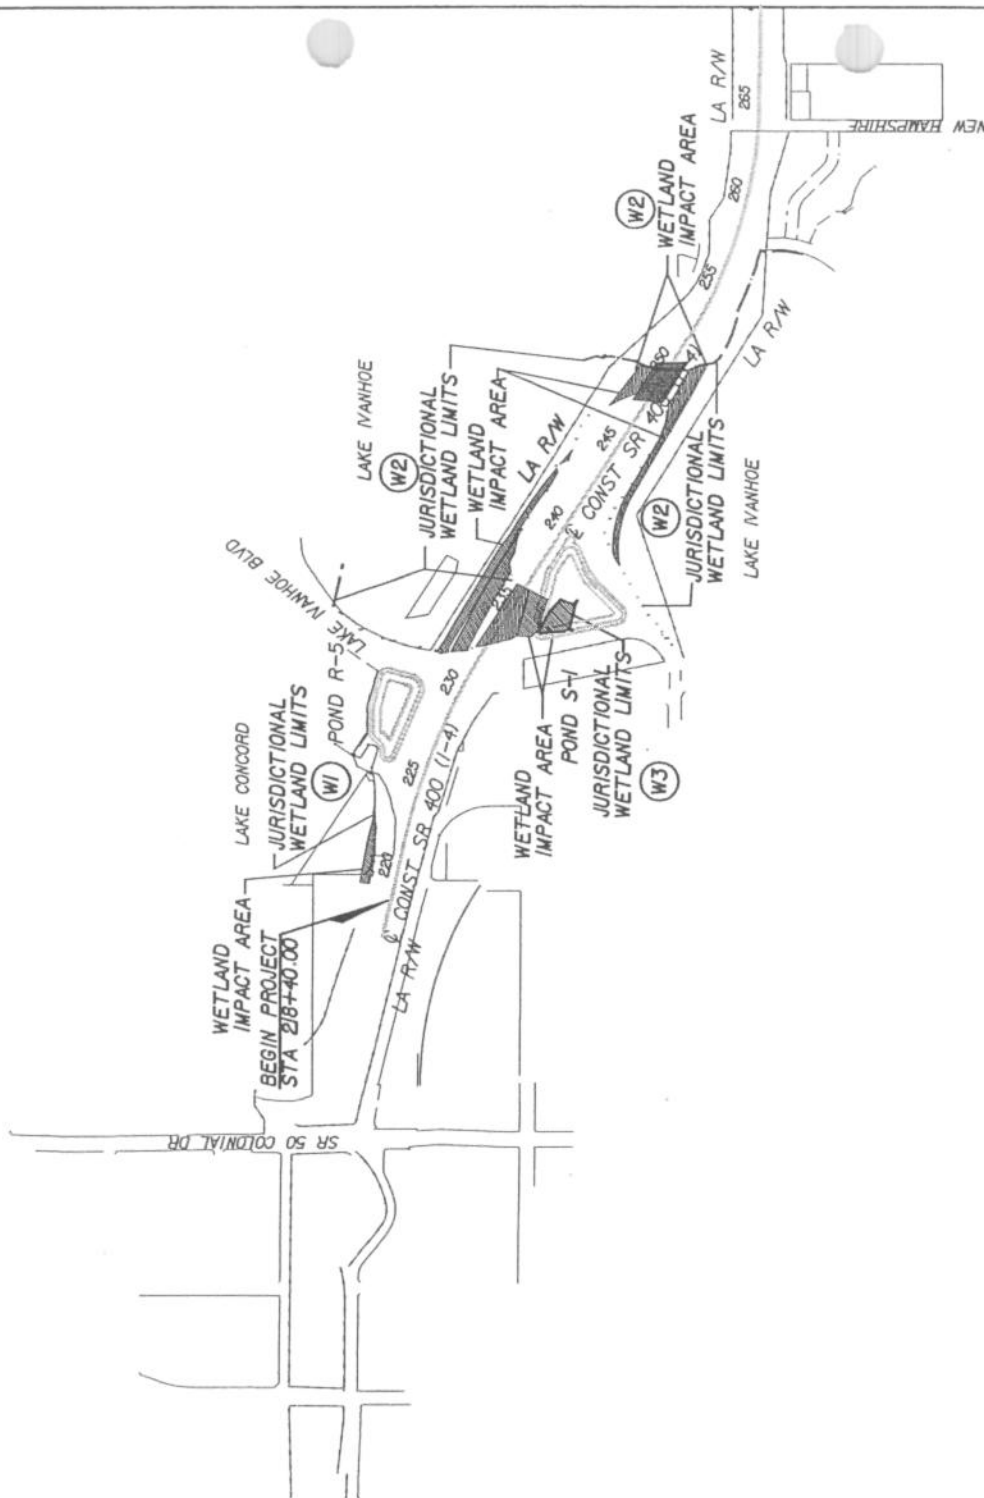 LA R/W
265
NEW HAMPSHIRE
260
W2
WETLAND
IMPACT AREA
255
LA R/W
250
LAKE IVANHOE
W2
JURISDICTIONAL
WETLAND LIMITS
WETLAND
IMPACT AREA
LA R/W
245
240
℄ CONST SR 400 (I-4)
W2
JURISDICTIONAL
WETLAND LIMITS
LAKE IVANHOE
LAKE IVANHOE BLVD
235
POND R-5
230
WETLAND
IMPACT AREA
POND S-1
JURISDICTIONAL
WETLAND LIMITS
W3
LAKE CONCORD
JURISDICTIONAL
WETLAND LIMITS
W1
225
220
℄ CONST SR 400 (I-4)
LA R/W
WETLAND
IMPACT AREA
BEGIN PROJECT
STA 218+40.00
SR 50 COLONIAL DR